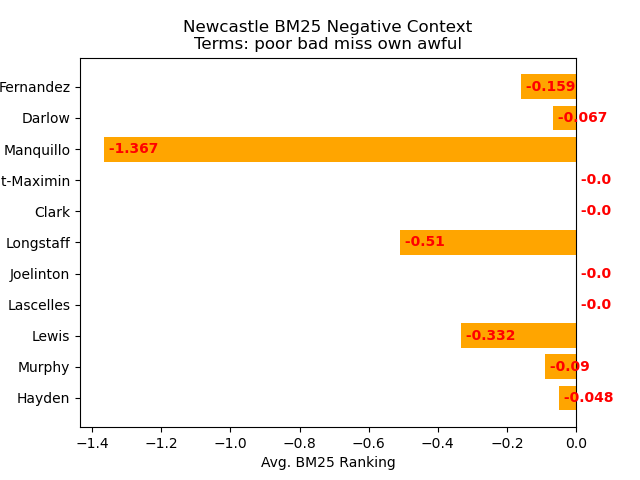 Newcastle BM25 Negative Context
Terms: poor bad miss own awful
Fernandez -0.159
Darlow -0.067
Manquillo -1.367
t-Maximin -0.0
Clark -0.0
Longstaff -0.51
Joelinton -0.0
Lascelles -0.0
Lewis -0.332
Murphy -0.09
Hayden -0.048
−1.4 −1.2 −1.0 −0.8 −0.6 −0.4 −0.2 0.0
Avg. BM25 Ranking